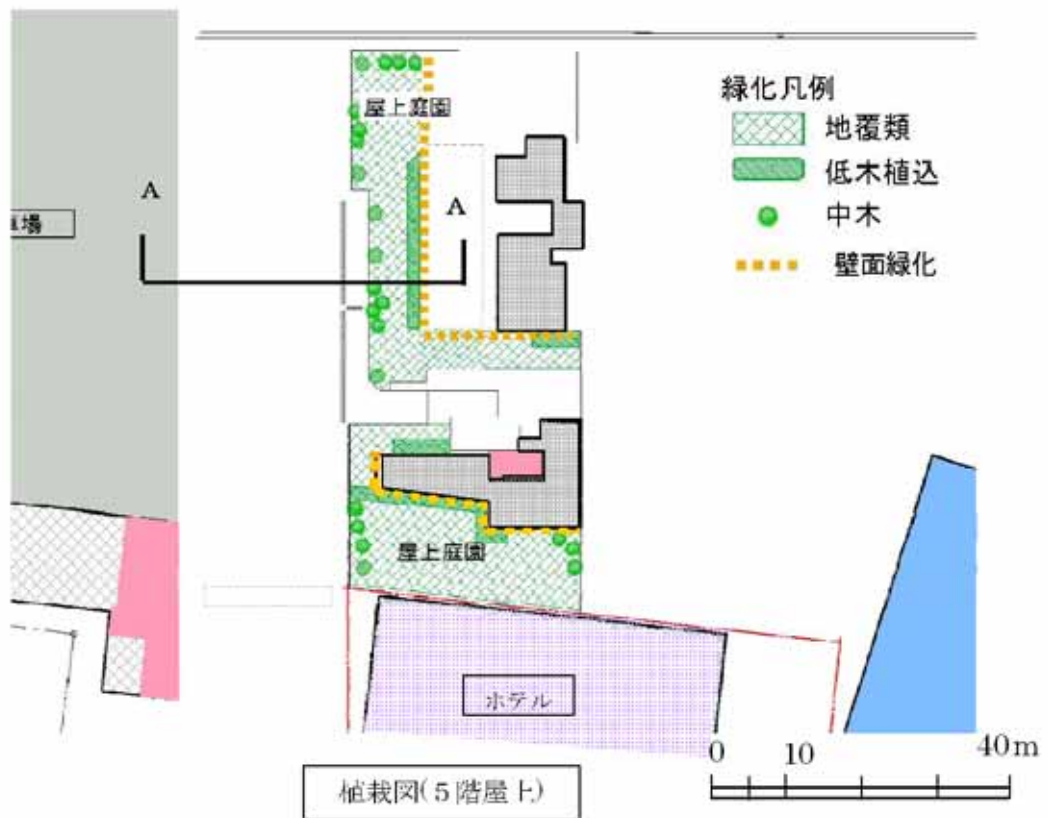 屋上庭園
緑化凡例
地覆類
低木植込
中木
壁面緑化
A
A
車場
屋上庭園
ホテル
0 10 40m
植栽図(5階屋上)